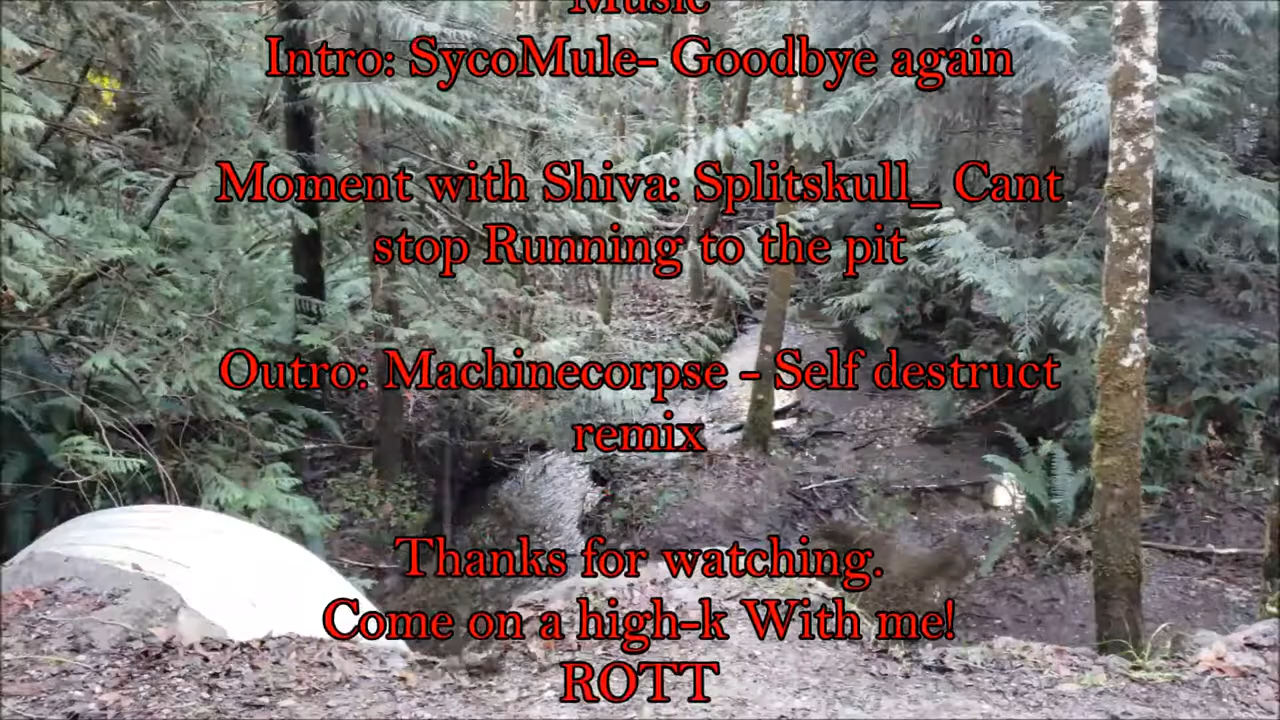 Music
Intro: SycoMule- Goodbye again
Moment with Shiva: Splitskull_ Cant
stop Running to the pit
Outro: Machinecorpse - Self destruct
remix
Thanks for watching.
Come on a high-k With me!
ROTT